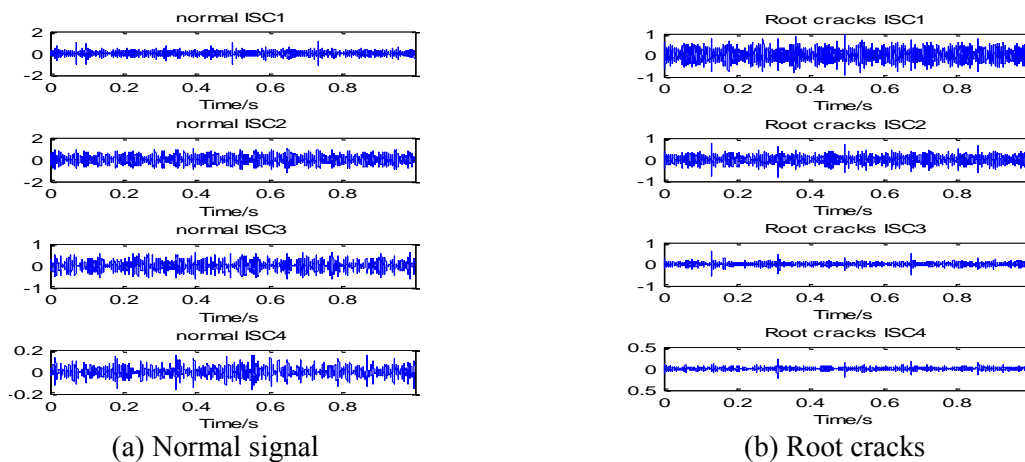 normal ISC1
2
0
-2
0 0.2 0.4 0.6 0.8
Time/s
normal ISC2
2
0
-2
0 0.2 0.4 0.6 0.8
Time/s
normal ISC3
1
0
-1
0 0.2 0.4 0.6 0.8
Time/s
normal ISC4
0.2
0
-0.2
0 0.2 0.4 0.6 0.8
Time/s
(a) Normal signal
Root cracks ISC1
1
0
-1
0 0.2 0.4 0.6 0.8
Time/s
Root cracks ISC2
1
0
-1
0 0.2 0.4 0.6 0.8
Time/s
Root cracks ISC3
1
0
-1
0 0.2 0.4 0.6 0.8
Time/s
Root cracks ISC4
0.5
0
0.5
0 0.2 0.4 0.6 0.8
Time/s
(b) Root cracks